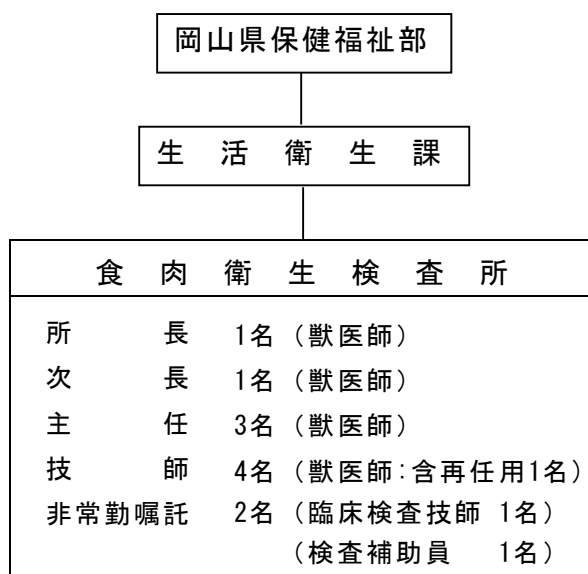 岡山県保健福祉部
生活衛生課
食肉衛生検査所
所長 1名（獣医師）
次長 1名（獣医師）
主任 3名（獣医師）
技師 4名（獣医師：含再任用1名）
非常勤嘱託 2名（臨床検査技師 1名）
（検査補助員 1名）